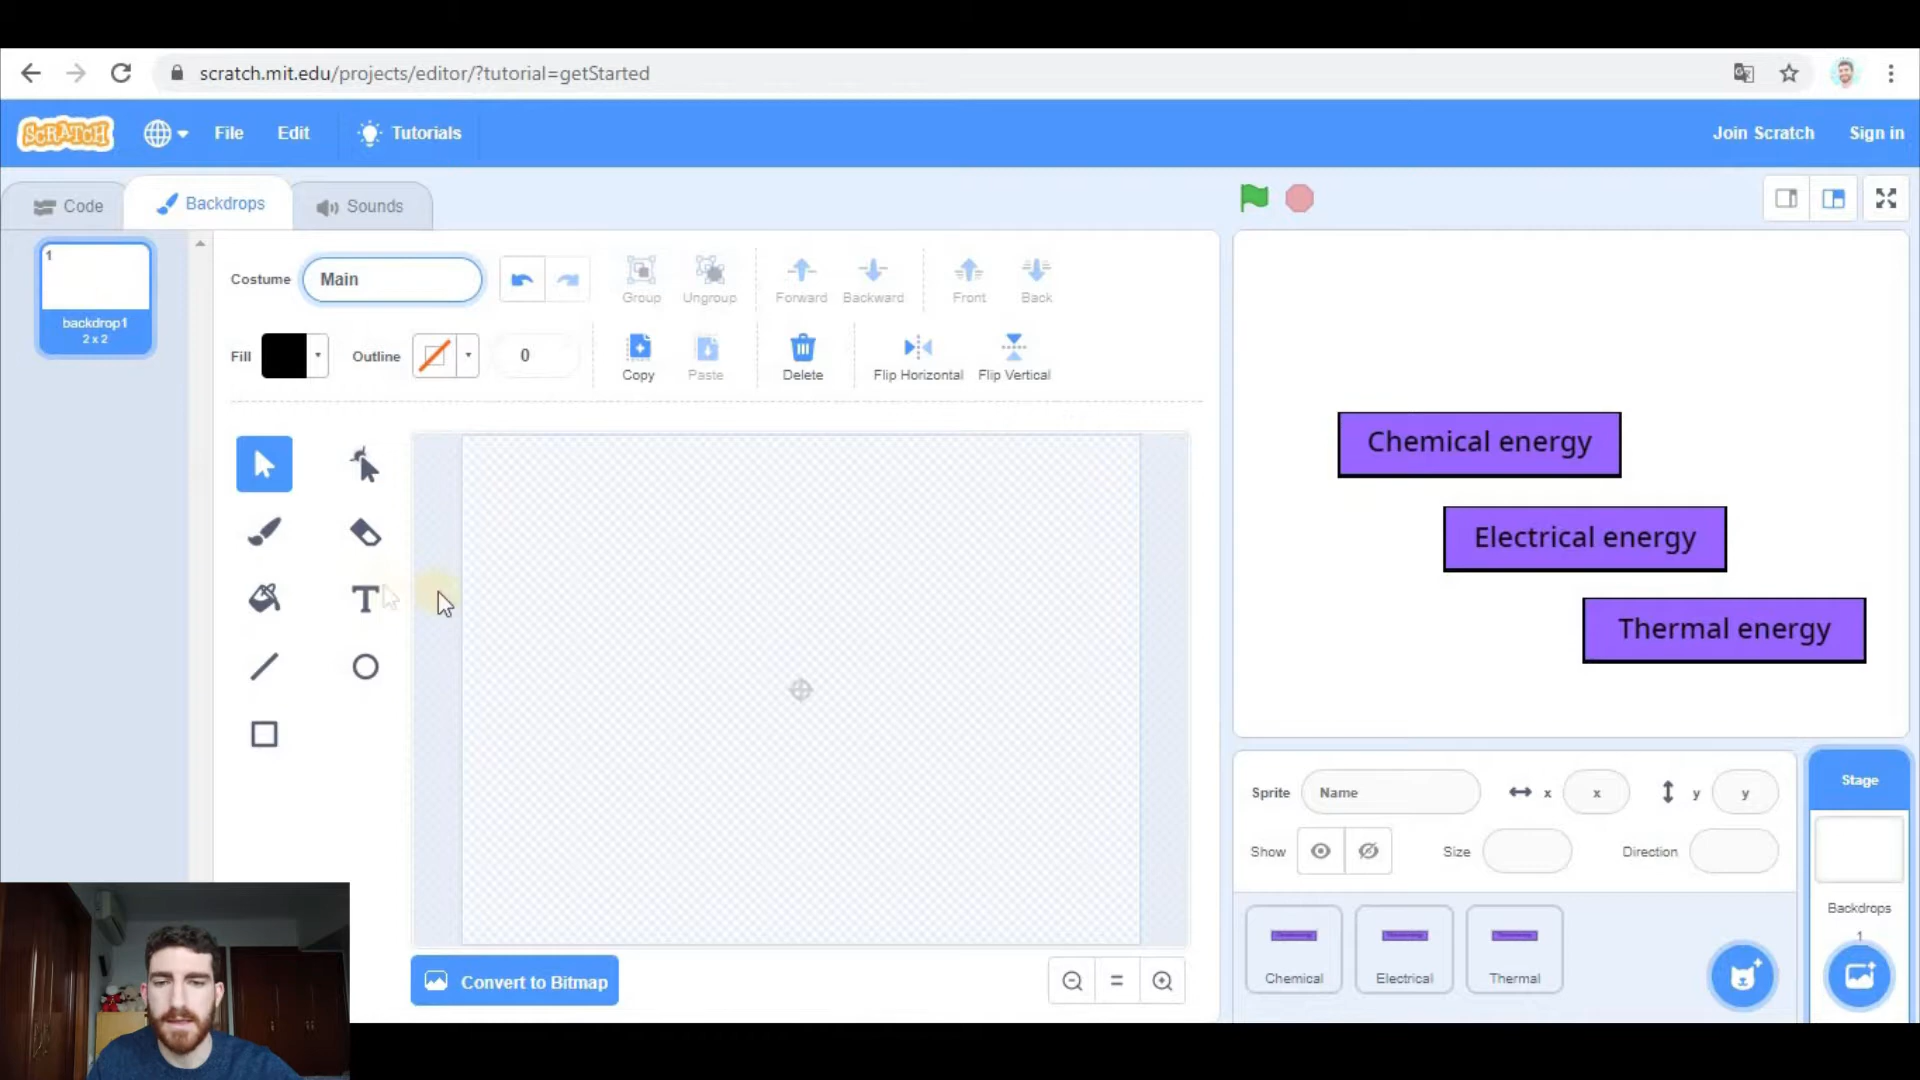 scratch.mit.edu/projects/editor/?tutorial=getStarted
SCRATCH File Edit Tutorials Join Scratch Sign in
Code Backdrops Sounds
1
backdrop1
2 x 2
Costume Main Group Ungroup Forward Backward Front Back
Fill Outline 0 Copy Paste Delete Flip Horizontal Flip Vertical
T
Convert to Bitmap
Chemical energy
Electrical energy
Thermal energy
Sprite Name x x y y
Show Size Direction
Chemical Electrical Thermal
Stage
Backdrops
1